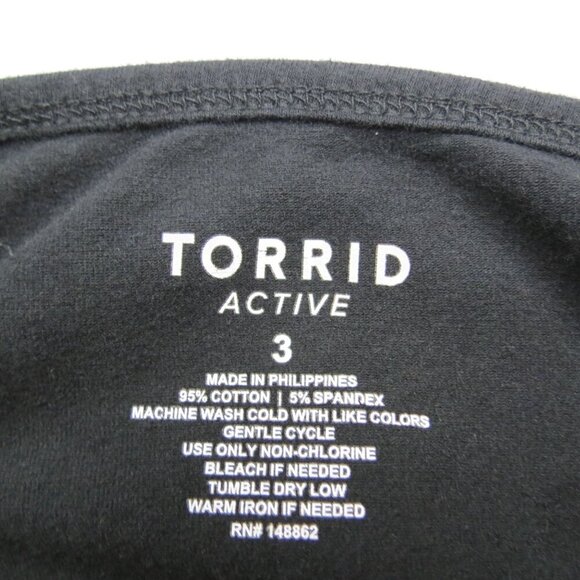 TORRID
ACTIVE
3
MADE IN PHILIPPINES
95% COTTON | 5% SPANDEX
MACHINE WASH COLD WITH LIKE COLORS
GENTLE CYCLE
USE ONLY NON-CHLORINE
BLEACH IF NEEDED
TUMBLE DRY LOW
WARM IRON IF NEEDED
RN# 148862